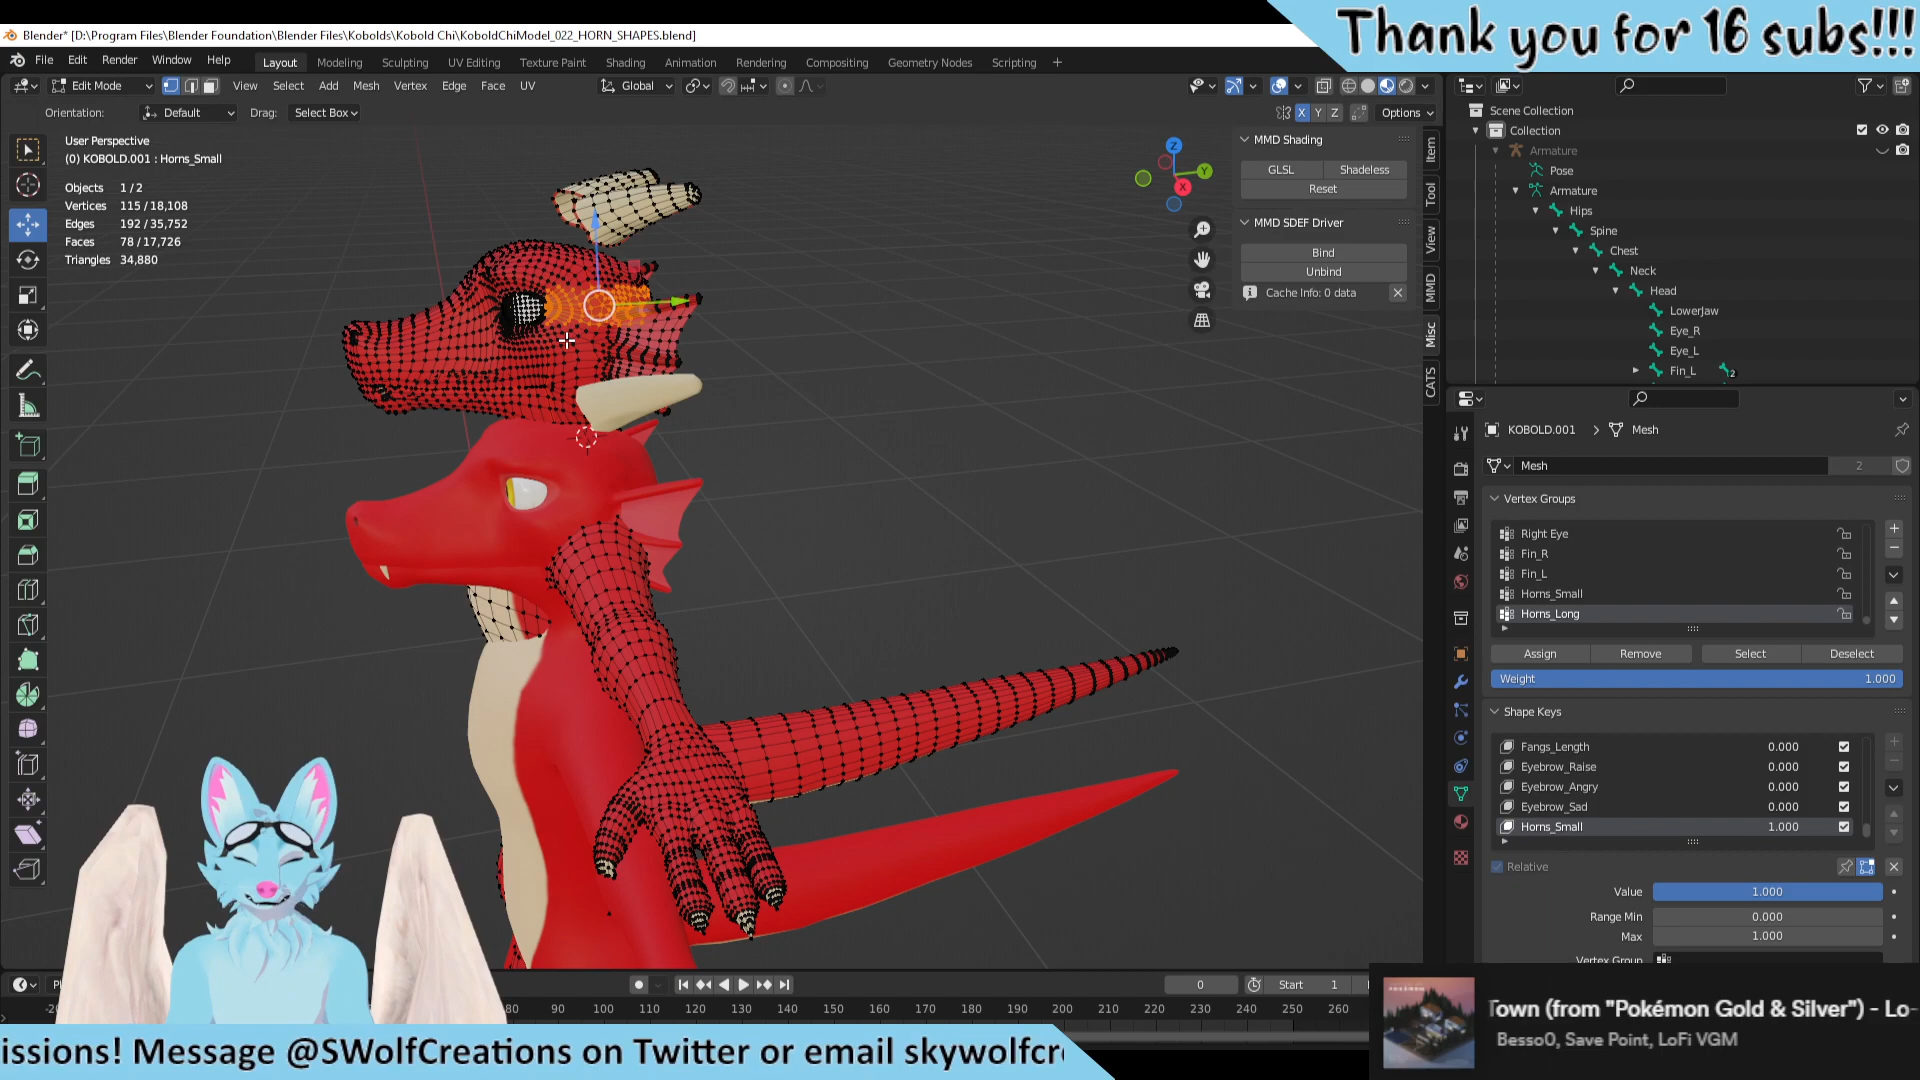 Blender* [D:\Program Files\Blender Foundation\Blender Files\Kobolds\Kobold Chi\KoboldChiModel_022_HORN_SHAPES.blend]
Thank you for 16 subs!!!
File Edit Render Window Help Layout Modeling Sculpting UV Editing Texture Paint Shading Animation Rendering Compositing Geometry Nodes Scripting +
Edit Mode View Select Add Mesh Vertex Edge Face UV Global
Orientation: Default Drag: Select Box X Y Z Options
User Perspective
(0) KOBOLD.001 : Horns_Small
Objects 1 / 2
Vertices 115 / 18,108
Edges 192 / 35,752
Faces 78 / 17,726
Triangles 34,880
Z
Y
X
MMD Shading
GLSL Shadeless
Reset
MMD SDEF Driver
Bind
Unbind
Cache Info: 0 data
Item
Tool
View
MMD
Misc
CATS
Scene Collection
Collection
Armature
Pose
Armature
Hips
Spine
Chest
Neck
Head
LowerJaw
Eye_R
Eye_L
Fin_L 2
KOBOLD.001 > Mesh
Mesh 2
Vertex Groups
Right Eye
Fin_R
Fin_L
Horns_Small
Horns_Long
Assign Remove Select Deselect
Weight 1.000
Shape Keys
Fangs_Length 0.000
Eyebrow_Raise 0.000
Eyebrow_Angry 0.000
Eyebrow_Sad 0.000
Horns_Small 1.000
Relative
Value 1.000
Range Min 0.000
Max 1.000
Vertex Group
0 Start 1
80 90 100 110 120 130 140 150 160 170 180 190 200 210 220 230 240 250 260
Town (from "Pokémon Gold & Silver") - Lo-
Besso0, Save Point, LoFi VGM
issions! Message @SWolfCreations on Twitter or email skywolfcr